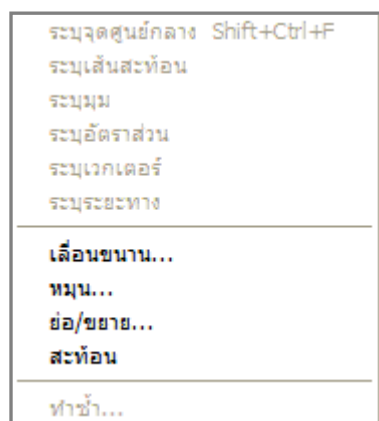 ระบุจุดศูนย์กลาง Shift+Ctrl+F
ระบุเส้นสะท้อน
ระบุมุม
ระบุอัตราส่วน
ระบุเวกเตอร์
ระบุระยะทาง
เลื่อนขนาน...
หมุน...
ย่อ/ขยาย...
สะท้อน
ทำซ้ำ...